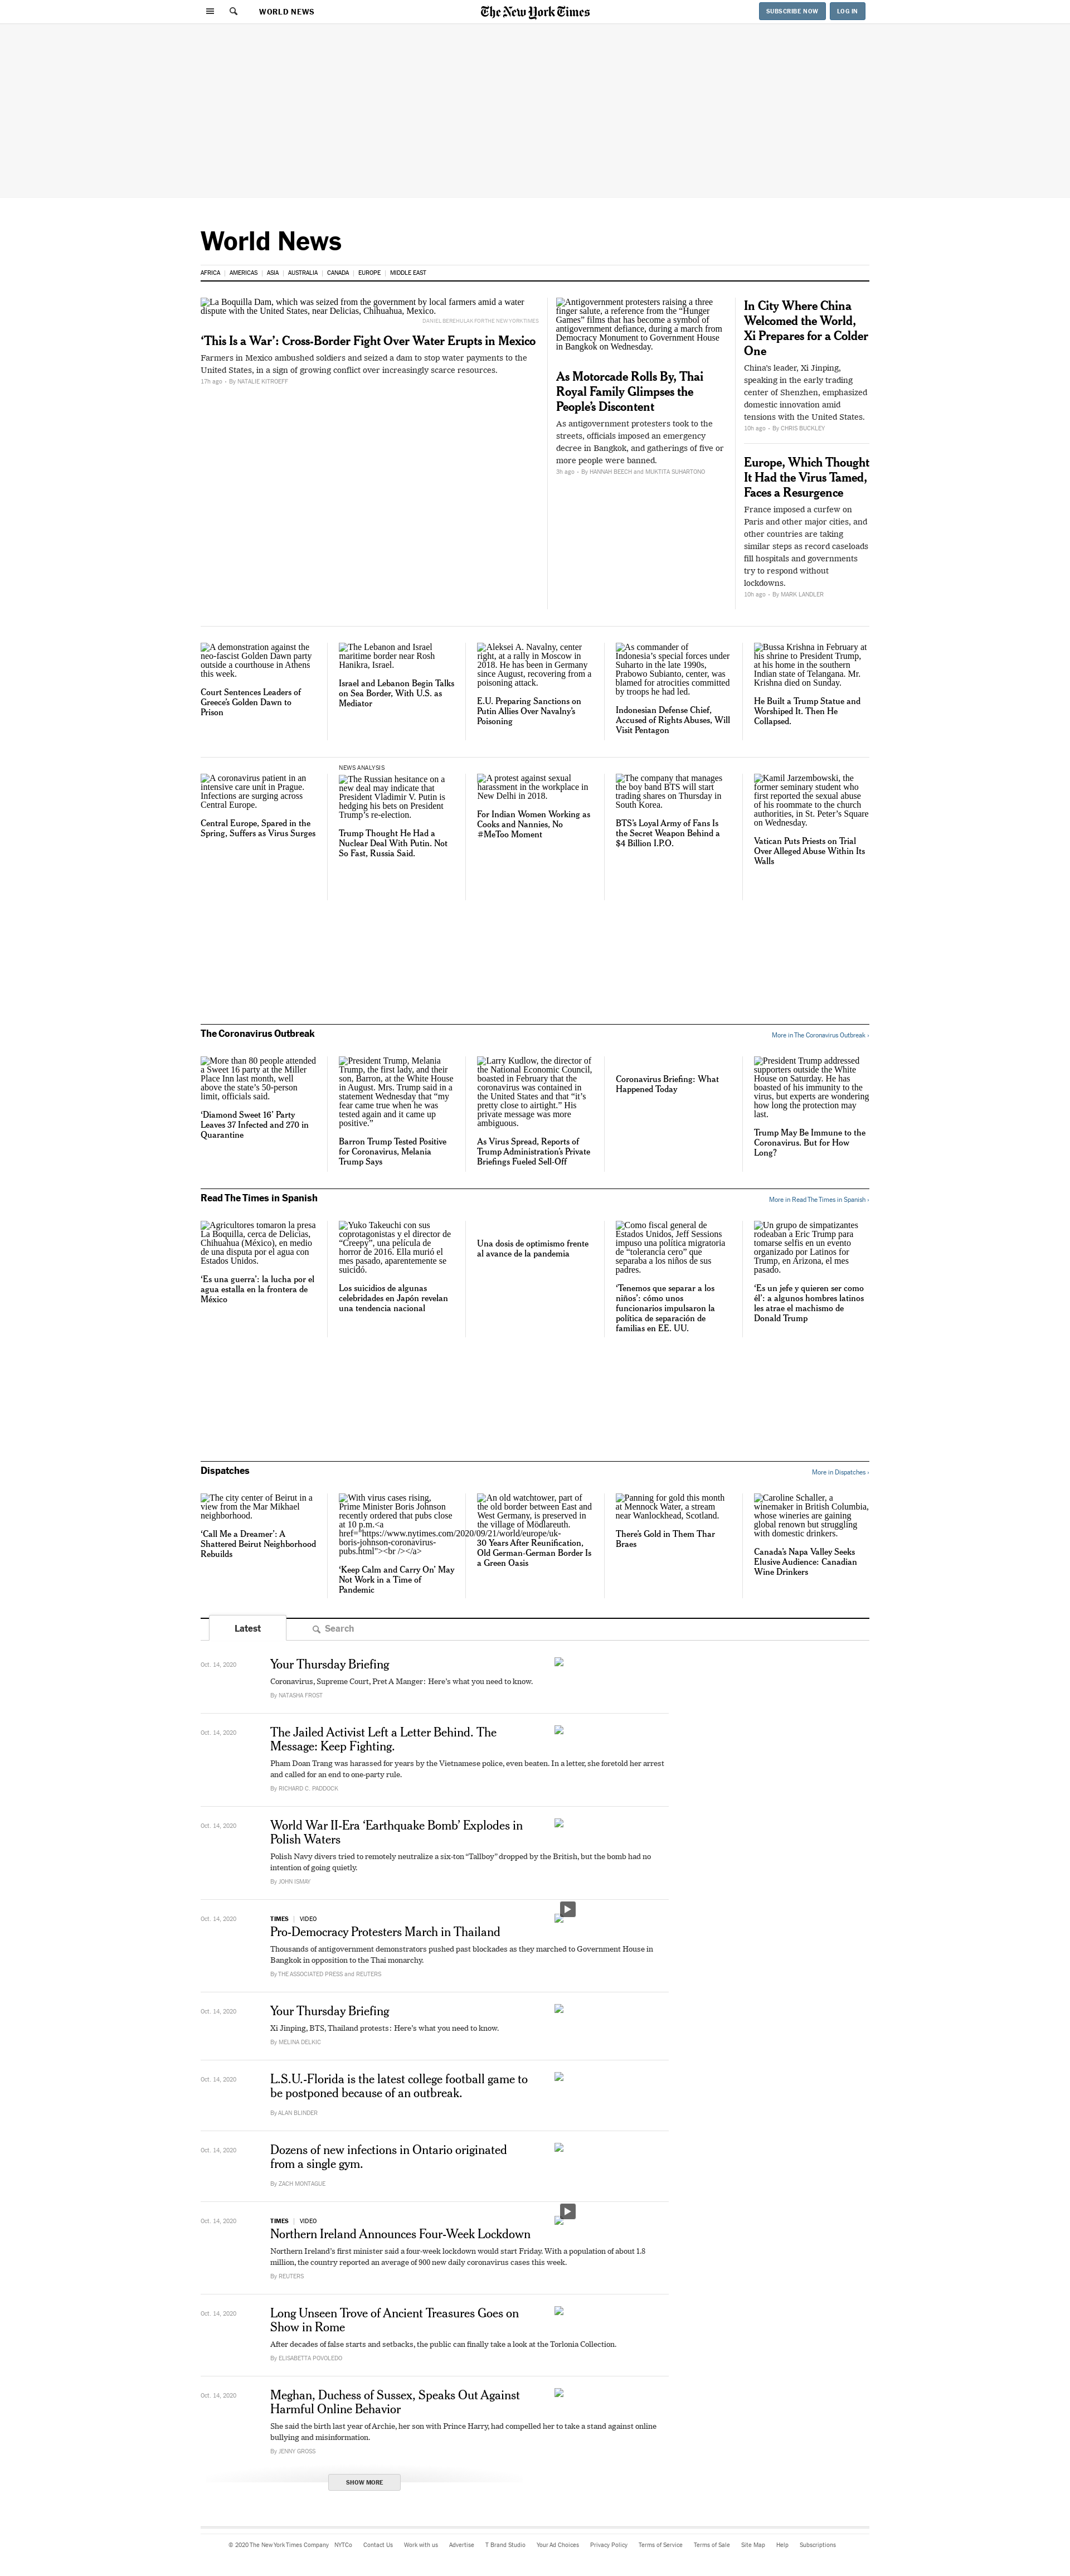 WORLD NEWS
The New York Times
SUBSCRIBE NOW
LOG IN
World News
AFRICA | AMERICAS | ASIA | AUSTRALIA | CANADA | EUROPE | MIDDLE EAST
La Boquilla Dam, which was seized from the government by local farmers amid a water
dispute with the United States, near Delicias, Chihuahua, Mexico.
DANIEL BEREHULAK FOR THE NEW YORK TIMES
‘This Is a War’: Cross-Border Fight Over Water Erupts in Mexico
Farmers in Mexico ambushed soldiers and seized a dam to stop water payments to the
United States, in a sign of growing conflict over increasingly scarce resources.
17h ago - By NATALIE KITROEFF
Antigovernment protesters raising a three
finger salute, a reference from the “Hunger
Games” films that has become a symbol of
antigovernment defiance, during a march from
Democracy Monument to Government House
in Bangkok on Wednesday.
As Motorcade Rolls By, Thai
Royal Family Glimpses the
People’s Discontent
As antigovernment protesters took to the
streets, officials imposed an emergency
decree in Bangkok, and gatherings of five or
more people were banned.
3h ago - By HANNAH BEECH and MUKTITA SUHARTONO
In City Where China
Welcomed the World,
Xi Prepares for a Colder
One
China’s leader, Xi Jinping,
speaking in the early trading
center of Shenzhen, emphasized
domestic innovation amid
tensions with the United States.
10h ago - By CHRIS BUCKLEY
Europe, Which Thought
It Had the Virus Tamed,
Faces a Resurgence
France imposed a curfew on
Paris and other major cities, and
other countries are taking
similar steps as record caseloads
fill hospitals and governments
try to respond without
lockdowns.
10h ago - By MARK LANDLER
A demonstration against the
neo-fascist Golden Dawn party
outside a courthouse in Athens
this week.
Court Sentences Leaders of
Greece’s Golden Dawn to
Prison
The Lebanon and Israel
maritime border near Rosh
Hanikra, Israel.
Israel and Lebanon Begin Talks
on Sea Border, With U.S. as
Mediator
Aleksei A. Navalny, center
right, at a rally in Moscow in
2018. He has been in Germany
since August, recovering from a
poisoning attack.
E.U. Preparing Sanctions on
Putin Allies Over Navalny’s
Poisoning
As commander of
Indonesia’s special forces under
Suharto in the late 1990s,
Prabowo Subianto, center, was
blamed for atrocities committed
by troops he had led.
Indonesian Defense Chief,
Accused of Rights Abuses, Will
Visit Pentagon
Bussa Krishna in February at
his shrine to President Trump,
at his home in the southern
Indian state of Telangana. Mr.
Krishna died on Sunday.
He Built a Trump Statue and
Worshiped It. Then He
Collapsed.
A coronavirus patient in an
intensive care unit in Prague.
Infections are surging across
Central Europe.
Central Europe, Spared in the
Spring, Suffers as Virus Surges
NEWS ANALYSIS
The Russian hesitance on a
new deal may indicate that
President Vladimir V. Putin is
hedging his bets on President
Trump’s re-election.
Trump Thought He Had a
Nuclear Deal With Putin. Not
So Fast, Russia Said.
A protest against sexual
harassment in the workplace in
New Delhi in 2018.
For Indian Women Working as
Cooks and Nannies, No
#MeToo Moment
The company that manages
the boy band BTS will start
trading shares on Thursday in
South Korea.
BTS’s Loyal Army of Fans Is
the Secret Weapon Behind a
$4 Billion I.P.O.
Kamil Jarzembowski, the
former seminary student who
first reported the sexual abuse
of his roommate to the church
authorities, in St. Peter’s Square
on Wednesday.
Vatican Puts Priests on Trial
Over Alleged Abuse Within Its
Walls
The Coronavirus Outbreak
More in The Coronavirus Outbreak ›
More than 80 people attended
a Sweet 16 party at the Miller
Place Inn last month, well
above the state’s 50-person
limit, officials said.
‘Diamond Sweet 16’ Party
Leaves 37 Infected and 270 in
Quarantine
President Trump, Melania
Trump, the first lady, and their
son, Barron, at the White House
in August. Mrs. Trump said in a
statement Wednesday that “my
fear came true when he was
tested again and it came up
positive.”
Barron Trump Tested Positive
for Coronavirus, Melania
Trump Says
Larry Kudlow, the director of
the National Economic Council,
boasted in February that the
coronavirus was contained in
the United States and that “it’s
pretty close to airtight.” His
private message was more
ambiguous.
As Virus Spread, Reports of
Trump Administration’s Private
Briefings Fueled Sell-Off
Coronavirus Briefing: What
Happened Today
President Trump addressed
supporters outside the White
House on Saturday. He has
boasted of his immunity to the
virus, but experts are wondering
how long the protection may
last.
Trump May Be Immune to the
Coronavirus. But for How
Long?
Read The Times in Spanish
More in Read The Times in Spanish ›
Agricultores tomaron la presa
La Boquilla, cerca de Delicias,
Chihuahua (México), en medio
de una disputa por el agua con
Estados Unidos.
‘Es una guerra’: la lucha por el
agua estalla en la frontera de
México
Yuko Takeuchi con sus
coprotagonistas y el director de
“Creepy”, una película de
horror de 2016. Ella murió el
mes pasado, aparentemente se
suicidó.
Los suicidios de algunas
celebridades en Japón revelan
una tendencia nacional
Una dosis de optimismo frente
al avance de la pandemia
Como fiscal general de
Estados Unidos, Jeff Sessions
impuso una política migratoria
de “tolerancia cero” que
separaba a los niños de sus
padres.
‘Tenemos que separar a los
niños’: cómo unos
funcionarios impulsaron la
política de separación de
familias en EE. UU.
Un grupo de simpatizantes
rodeaban a Eric Trump para
tomarse selfis en un evento
organizado por Latinos for
Trump, en Arizona, el mes
pasado.
‘Es un jefe y quieren ser como
él’: a algunos hombres latinos
les atrae el machismo de
Donald Trump
Dispatches
More in Dispatches ›
The city center of Beirut in a
view from the Mar Mikhael
neighborhood.
‘Call Me a Dreamer’: A
Shattered Beirut Neighborhood
Rebuilds
With virus cases rising,
Prime Minister Boris Johnson
recently ordered that pubs close
at 10 p.m.<a
href="https://www.nytimes.com/2020/09/21/world/europe/uk-
boris-johnson-coronavirus-
pubs.html"><br /></a>
‘Keep Calm and Carry On’ May
Not Work in a Time of
Pandemic
An old watchtower, part of
the old border between East and
West Germany, is preserved in
the village of Mödlareuth.
30 Years After Reunification,
Old German-German Border Is
a Green Oasis
Panning for gold this month
at Mennock Water, a stream
near Wanlockhead, Scotland.
There’s Gold in Them Thar
Braes
Caroline Schaller, a
winemaker in British Columbia,
whose wineries are gaining
global renown but struggling
with domestic drinkers.
Canada’s Napa Valley Seeks
Elusive Audience: Canadian
Wine Drinkers
Latest
Search
Oct. 14, 2020
Your Thursday Briefing
Coronavirus, Supreme Court, Pret A Manger: Here’s what you need to know.
By NATASHA FROST
Oct. 14, 2020
The Jailed Activist Left a Letter Behind. The
Message: Keep Fighting.
Pham Doan Trang was harassed for years by the Vietnamese police, even beaten. In a letter, she foretold her arrest
and called for an end to one-party rule.
By RICHARD C. PADDOCK
Oct. 14, 2020
World War II-Era ‘Earthquake Bomb’ Explodes in
Polish Waters
Polish Navy divers tried to remotely neutralize a six-ton “Tallboy” dropped by the British, but the bomb had no
intention of going quietly.
By JOHN ISMAY
Oct. 14, 2020
TIMES | VIDEO
Pro-Democracy Protesters March in Thailand
Thousands of antigovernment demonstrators pushed past blockades as they marched to Government House in
Bangkok in opposition to the Thai monarchy.
By THE ASSOCIATED PRESS and REUTERS
Oct. 14, 2020
Your Thursday Briefing
Xi Jinping, BTS, Thailand protests: Here’s what you need to know.
By MELINA DELKIC
Oct. 14, 2020
L.S.U.-Florida is the latest college football game to
be postponed because of an outbreak.
By ALAN BLINDER
Oct. 14, 2020
Dozens of new infections in Ontario originated
from a single gym.
By ZACH MONTAGUE
Oct. 14, 2020
TIMES | VIDEO
Northern Ireland Announces Four-Week Lockdown
Northern Ireland’s first minister said a four-week lockdown would start Friday. With a population of about 1.8
million, the country reported an average of 900 new daily coronavirus cases this week.
By REUTERS
Oct. 14, 2020
Long Unseen Trove of Ancient Treasures Goes on
Show in Rome
After decades of false starts and setbacks, the public can finally take a look at the Torlonia Collection.
By ELISABETTA POVOLEDO
Oct. 14, 2020
Meghan, Duchess of Sussex, Speaks Out Against
Harmful Online Behavior
She said the birth last year of Archie, her son with Prince Harry, had compelled her to take a stand against online
bullying and misinformation.
By JENNY GROSS
SHOW MORE
© 2020 The New York Times Company NYTCo Contact Us Work with us Advertise T Brand Studio Your Ad Choices Privacy Policy Terms of Service Terms of Sale Site Map Help Subscriptions